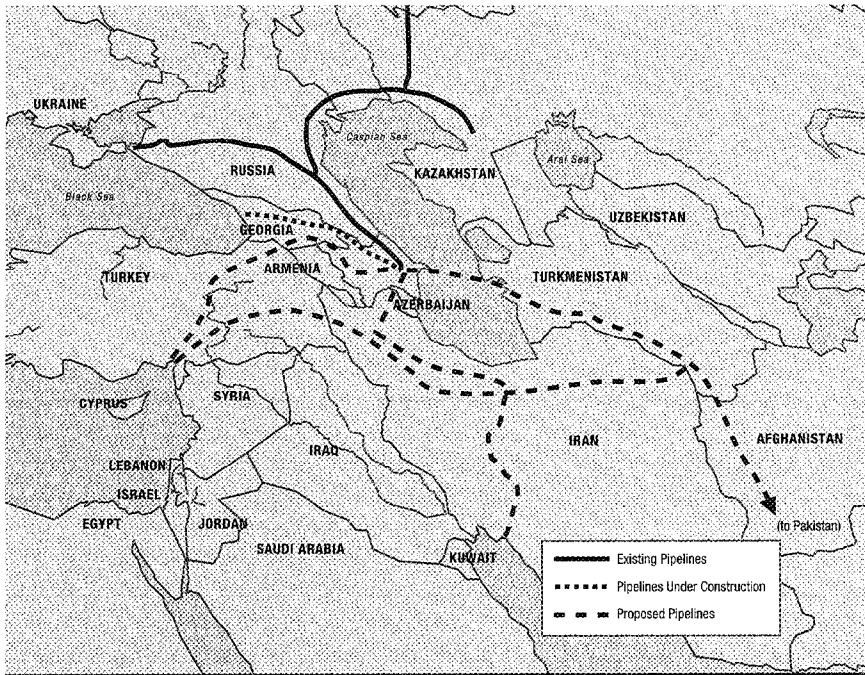 UKRAINE
Caspian Sea
Aral Sea
RUSSIA
KAZAKHSTAN
Black Sea
UZBEKISTAN
GEORGIA
TURKEY
ARMENIA
TURKMENISTAN
AZERBAIJAN
CYPRUS
SYRIA
IRAN
AFGHANISTAN
IRAQ
LEBANON
ISRAEL
EGYPT
JORDAN
(to Pakistan)
SAUDI ARABIA
KUWAIT
Existing Pipelines
Pipelines Under Construction
Proposed Pipelines